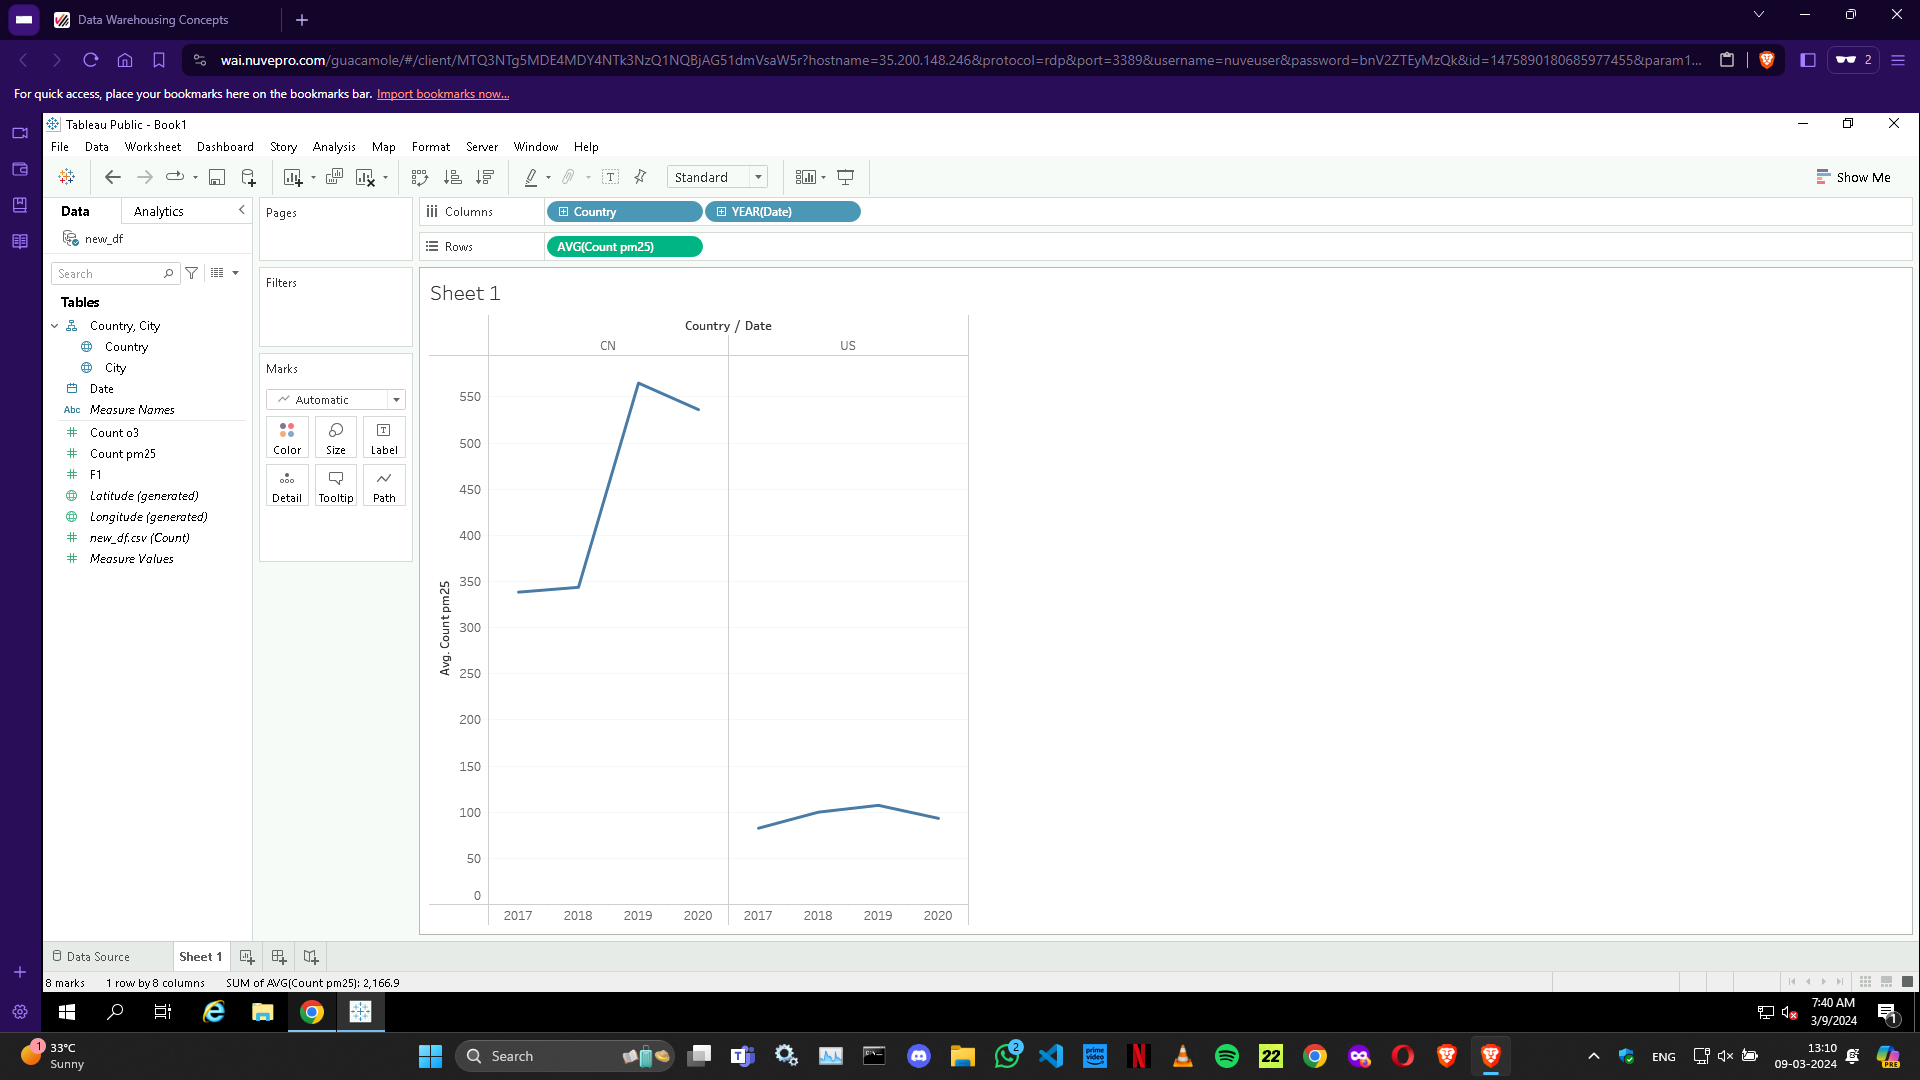 Data Warehousing Concepts
wai.nuvepro.com/guacamole/#/client/MTQ3NTg5MDE4MDY4NTk3NzQ1NQBjAG51dmVsaW5r?hostname=35.200.148.246&protocol=rdp&port=3389&username=nuveuser&password=bnV2ZTEyMzQk&id=1475890180685977455&param1...
2
For quick access, place your bookmarks here on the bookmarks bar. Import bookmarks now...
Tableau Public - Book1
File Data Worksheet Dashboard Story Analysis Map Format Server Window Help
Standard
Show Me
Data Analytics
Pages
Columns Country YEAR(Date)
new_df
Rows AVG(Count pm25)
Search
Filters
Sheet 1
Tables
Country, City
Country
City
Date
Abc Measure Names
Count o3
Count pm25
F1
Latitude (generated)
Longitude (generated)
new_df.csv (Count)
Measure Values
Marks
Automatic
Color Size Label
Detail Tooltip Path
Country / Date
CN US
550
500
450
400
350
300
250
200
150
100
50
0
Avg. Count pm25
2017 2018 2019 2020 2017 2018 2019 2020
Data Source Sheet 1
8 marks 1 row by 8 columns SUM of AVG(Count pm25): 2,166.9
7:40 AM
3/9/2024
1
1
33°C
Sunny
Search
2
prime video
N
22
ENG
13:10
09-03-2024
PRE